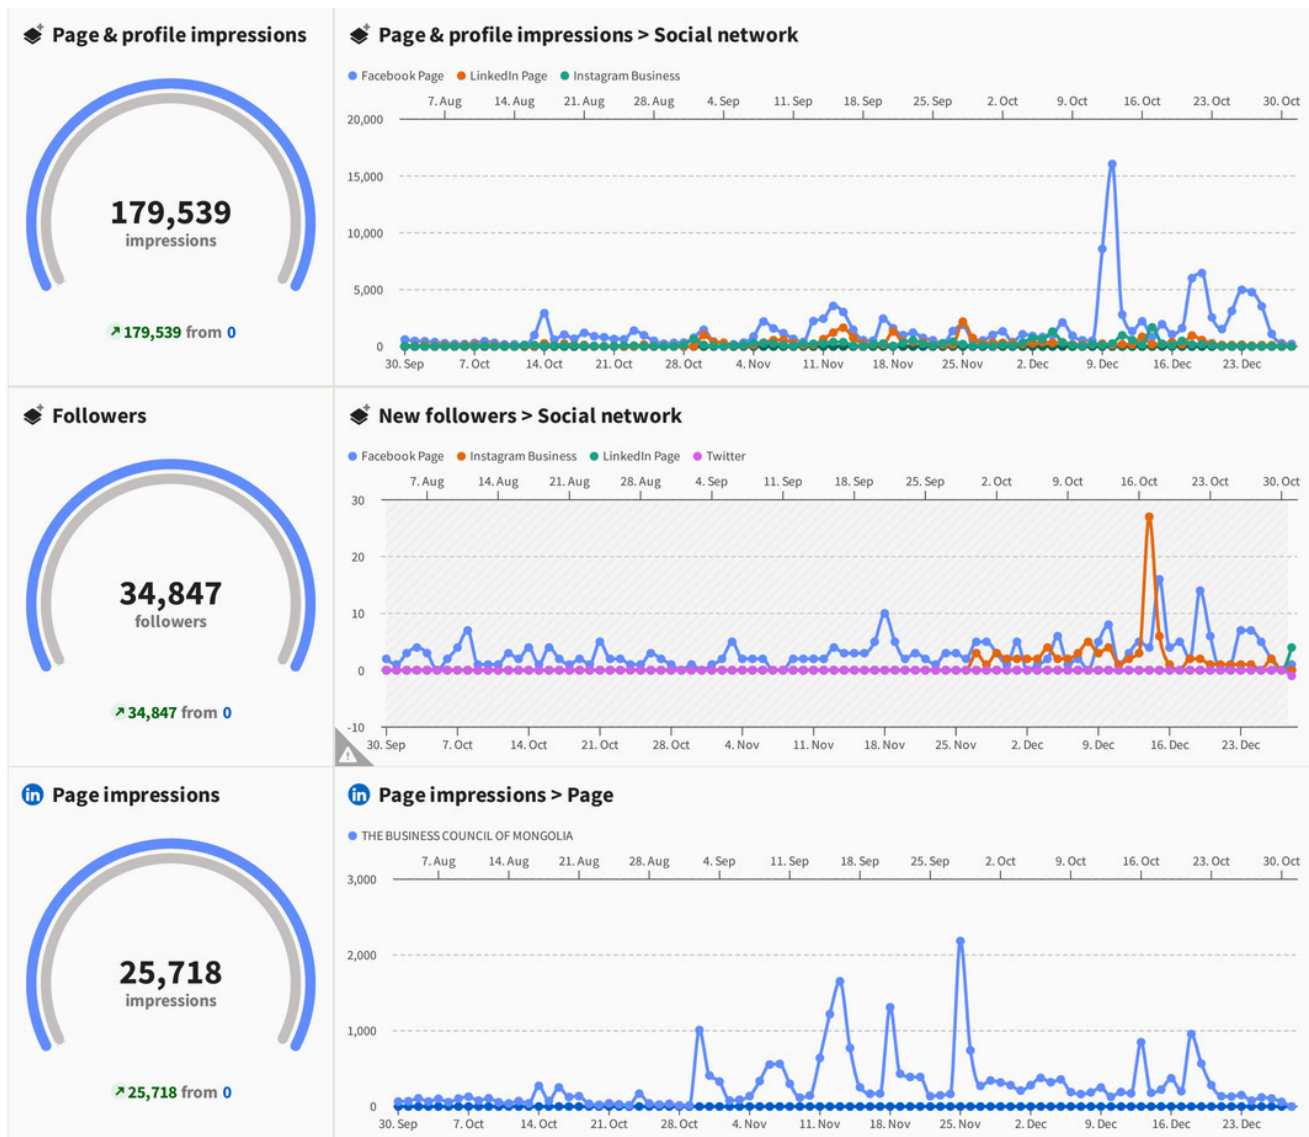 Page & profile impressions
179,539
impressions
179,539 from 0
Page & profile impressions > Social network
Facebook Page LinkedIn Page Instagram Business
7. Aug 14. Aug 21. Aug 28. Aug 4. Sep 11. Sep 18. Sep 25. Sep 2. Oct 9. Oct 16. Oct 23. Oct 30. Oct
20,000
15,000
10,000
5,000
0
30. Sep 7. Oct 14. Oct 21. Oct 28. Oct 4. Nov 11. Nov 18. Nov 25. Nov 2. Dec 9. Dec 16. Dec 23. Dec
Followers
34,847
followers
34,847 from 0
New followers > Social network
Facebook Page Instagram Business LinkedIn Page Twitter
7. Aug 14. Aug 21. Aug 28. Aug 4. Sep 11. Sep 18. Sep 25. Sep 2. Oct 9. Oct 16. Oct 23. Oct 30. Oct
30
20
10
0
-10
30. Sep 7. Oct 14. Oct 21. Oct 28. Oct 4. Nov 11. Nov 18. Nov 25. Nov 2. Dec 9. Dec 16. Dec 23. Dec
in Page impressions
25,718
impressions
25,718 from 0
in Page impressions > Page
THE BUSINESS COUNCIL OF MONGOLIA
7. Aug 14. Aug 21. Aug 28. Aug 4. Sep 11. Sep 18. Sep 25. Sep 2. Oct 9. Oct 16. Oct 23. Oct 30. Oct
3,000
2,000
1,000
0
30. Sep 7. Oct 14. Oct 21. Oct 28. Oct 4. Nov 11. Nov 18. Nov 25. Nov 2. Dec 9. Dec 16. Dec 23. Dec